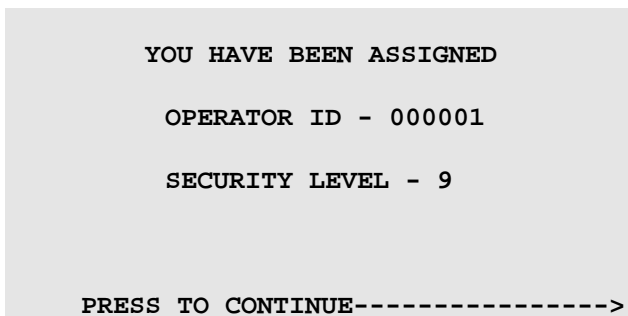 YOU HAVE BEEN ASSIGNED
OPERATOR ID - 000001
SECURITY LEVEL - 9
PRESS TO CONTINUE---------------->